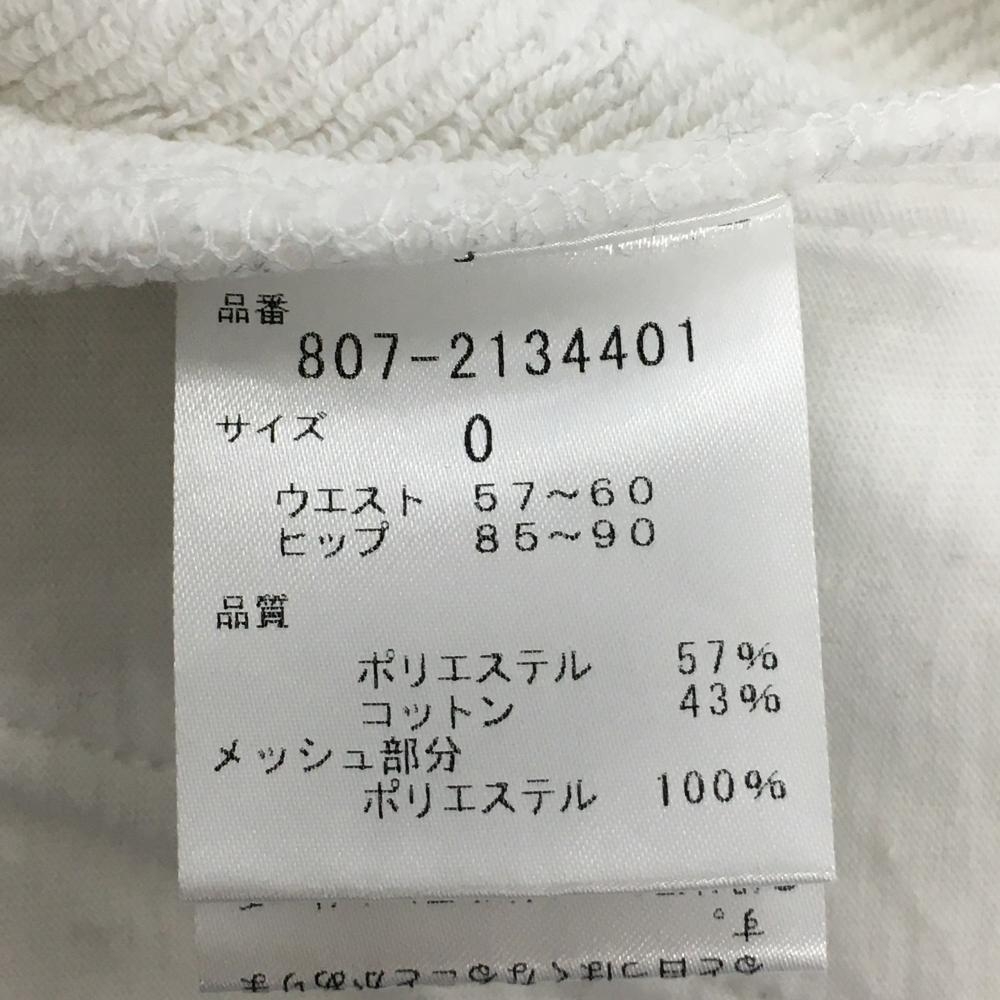 品番
807-2134401
サイズ 0
ウエスト 57～60
ヒップ 85～90
品質
ポリエステル 57%
コットン 43%
メッシュ部分
ポリエステル 100%
す。